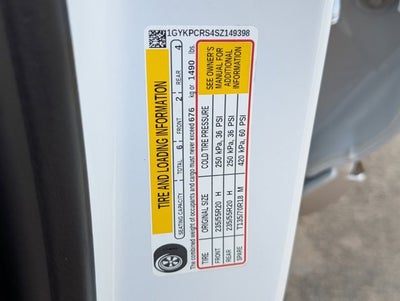 1GYKPCRS4SZ149398
TIRE AND LOADING INFORMATION
SEATING CAPACITY TOTAL 6 FRONT 2 REAR 4
The combined weight of occupants and cargo must never exceed 676 kg or 1490 lbs.
TIRE ORIGINAL SIZE COLD TIRE PRESSURE
FRONT 235/55R20 H 250 kPa, 36 PSI
REAR 235/55R20 H 250 kPa, 36 PSI
SPARE T135/70R18 M 420 kPa, 60 PSI
SEE OWNER'S
MANUAL FOR
ADDITIONAL
INFORMATION